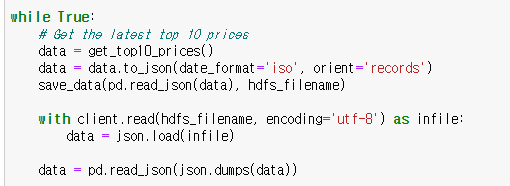 while True:
    # Get the latest top 10 prices
    data = get_top10_prices()
    data = data.to_json(date_format='iso', orient='records')
    save_data(pd.read_json(data), hdfs_filename)
    with client.read(hdfs_filename, encoding='utf-8') as infile:
        data = json.load(infile)
    data = pd.read_json(json.dumps(data))